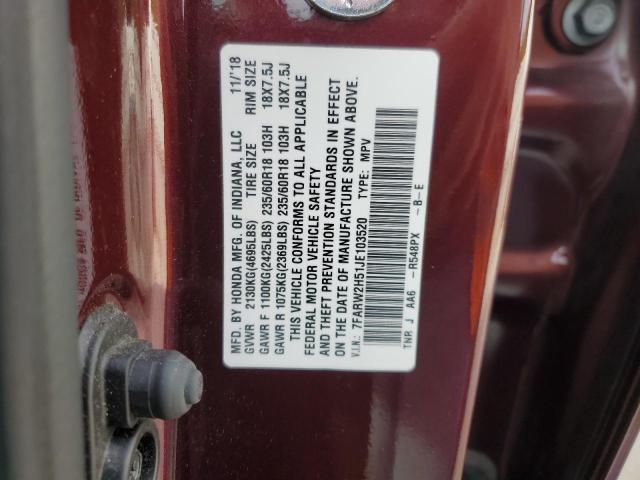 MFD. BY HONDA MFG. OF INDIANA, LLC 11/'18
GVWR 2130KG(4695LBS) TIRE SIZE RIM SIZE
GAWR F 1100KG(2425LBS) 235/60R18 103H 18X7.5J
GAWR R 1075KG(2369LBS) 235/60R18 103H 18X7.5J
THIS VEHICLE CONFORMS TO ALL APPLICABLE
FEDERAL MOTOR VEHICLE SAFETY
AND THEFT PREVENTION STANDARDS IN EFFECT
ON THE DATE OF MANUFACTURE SHOWN ABOVE.
V.I.N.: 7FARW2H51JE103520 TYPE: MPV
TNR J AA6 -R548PX -B-E